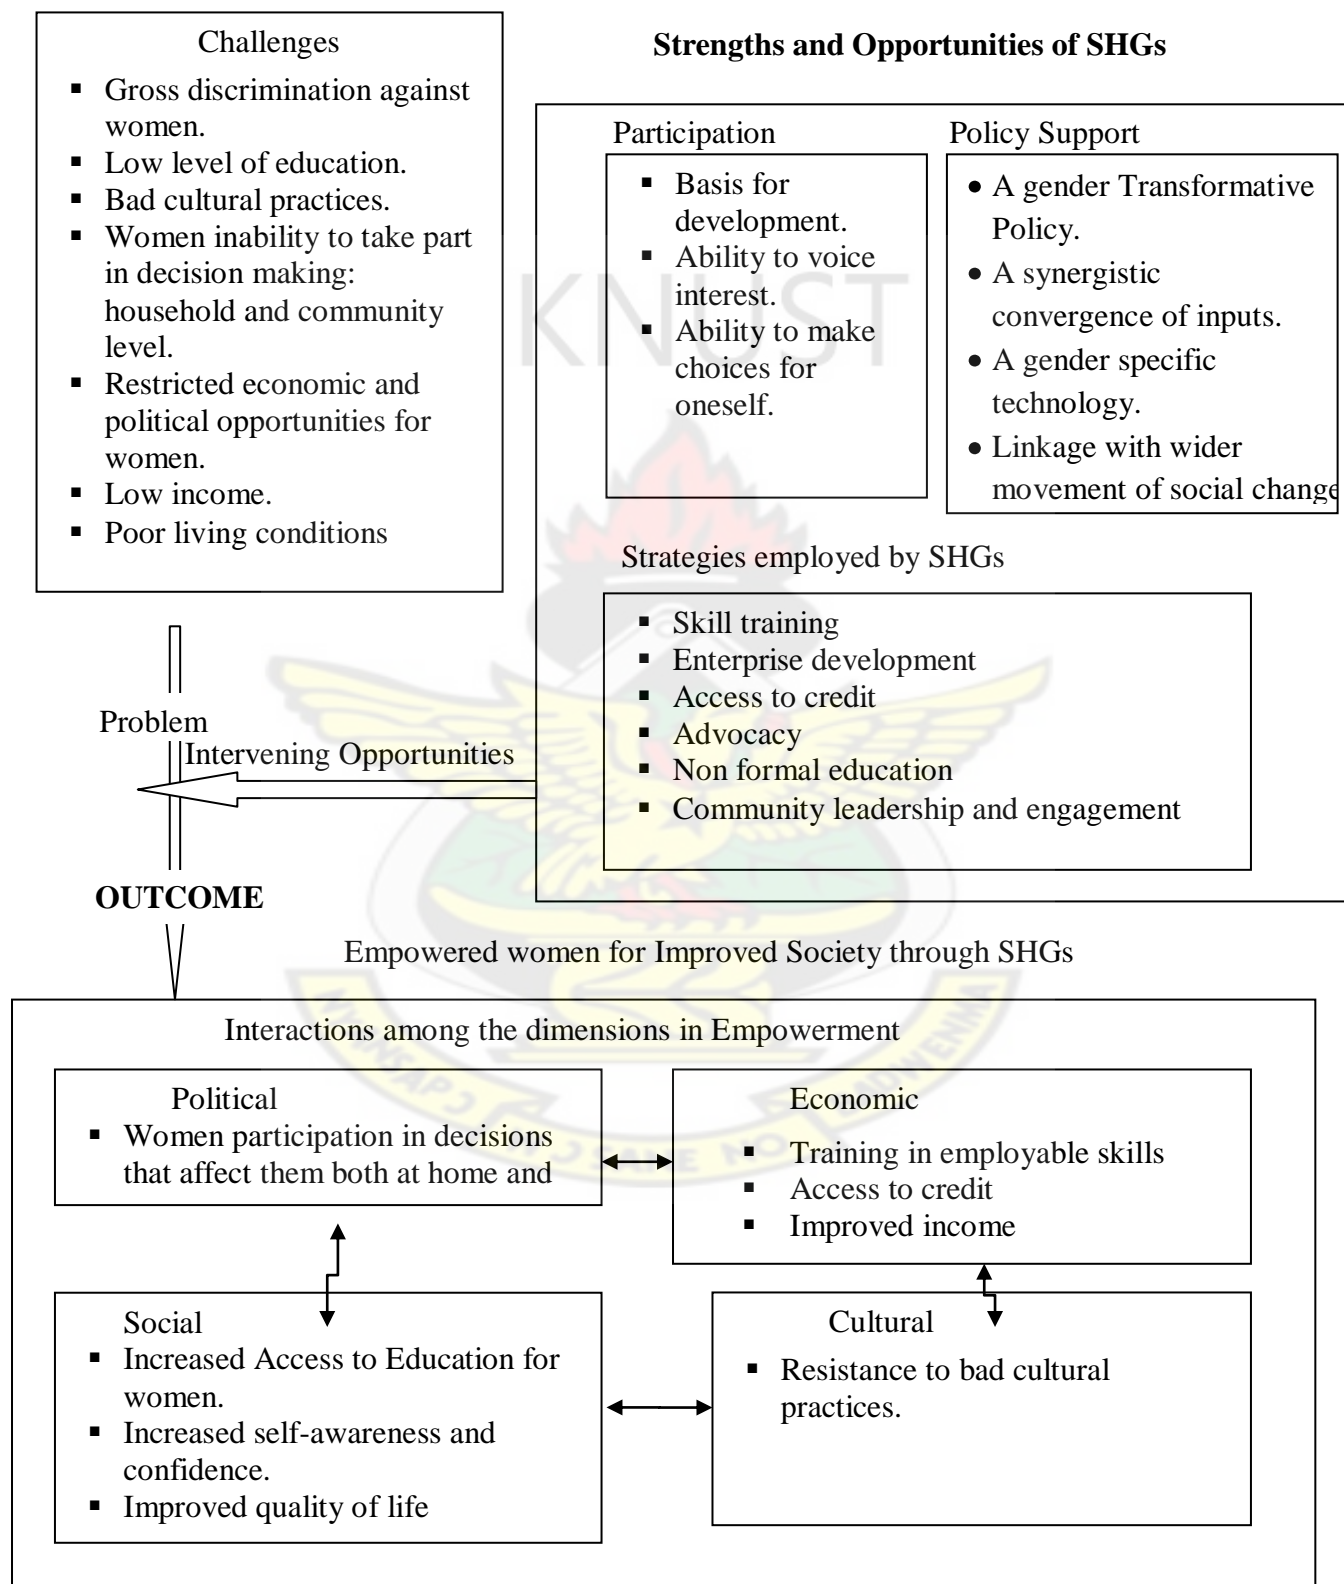 Challenges
▪ Gross discrimination against
women.
▪ Low level of education.
▪ Bad cultural practices.
▪ Women inability to take part
in decision making:
household and community
level.
▪ Restricted economic and
political opportunities for
women.
▪ Low income.
▪ Poor living conditions
Strengths and Opportunities of SHGs
Participation
▪ Basis for
development.
▪ Ability to voice
interest.
▪ Ability to make
choices for
oneself.
Policy Support
• A gender Transformative
Policy.
• A synergistic
convergence of inputs.
• A gender specific
technology.
• Linkage with wider
movement of social change
Strategies employed by SHGs
▪ Skill training
▪ Enterprise development
▪ Access to credit
▪ Advocacy
▪ Non formal education
▪ Community leadership and engagement
Problem
Intervening Opportunities
OUTCOME
Empowered women for Improved Society through SHGs
Interactions among the dimensions in Empowerment
Political
▪ Women participation in decisions
that affect them both at home and
Economic
▪ Training in employable skills
▪ Access to credit
▪ Improved income
Social
▪ Increased Access to Education for
women.
▪ Increased self-awareness and
confidence.
▪ Improved quality of life
Cultural
▪ Resistance to bad cultural
practices.
KNUST
NYANSAPƆ
SANE NO
BADWENMA